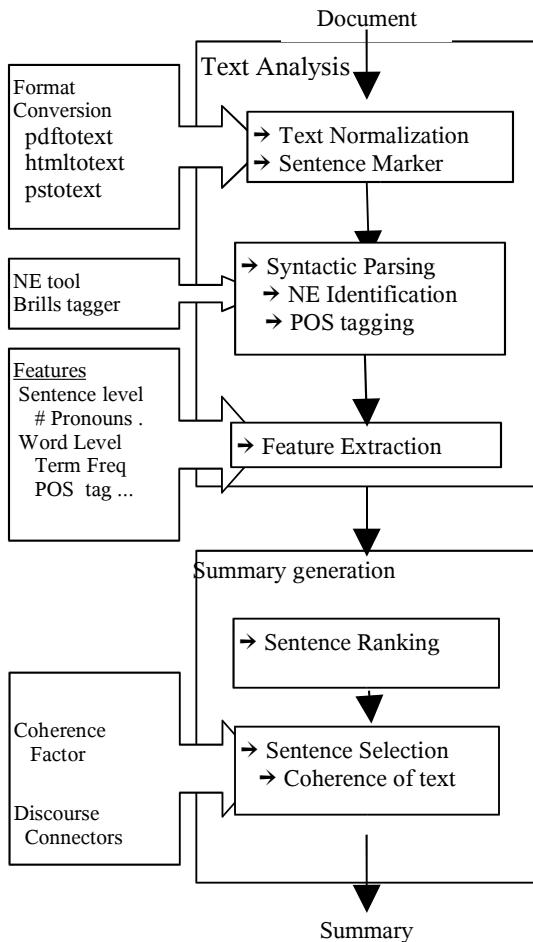 Document
Text Analysis
Format
Conversion
pdftotext
htmltotext
pstotext
➔ Text Normalization
➔ Sentence Marker
NE tool
Brills tagger
➔ Syntactic Parsing
➔ NE Identification
➔ POS tagging
Features
Sentence level
# Pronouns .
Word Level
Term Freq
POS tag ...
➔ Feature Extraction
Summary generation
➔ Sentence Ranking
Coherence
Factor
Discourse
Connectors
➔ Sentence Selection
➔ Coherence of text
Summary